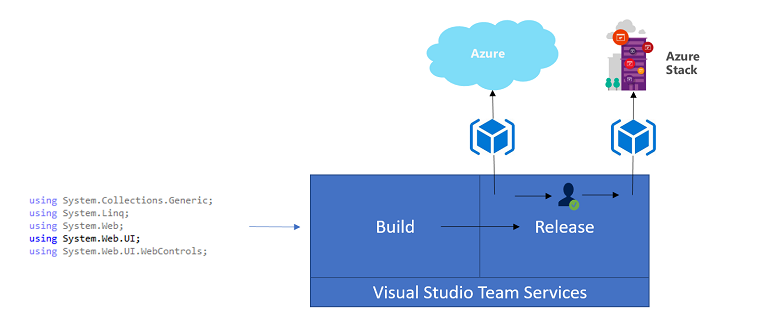 Azure
Azure
Stack
using System.Collections.Generic;
using System.Linq;
using System.Web;
using System.Web.UI;
using System.Web.UI.WebControls;
Build
Release
Visual Studio Team Services